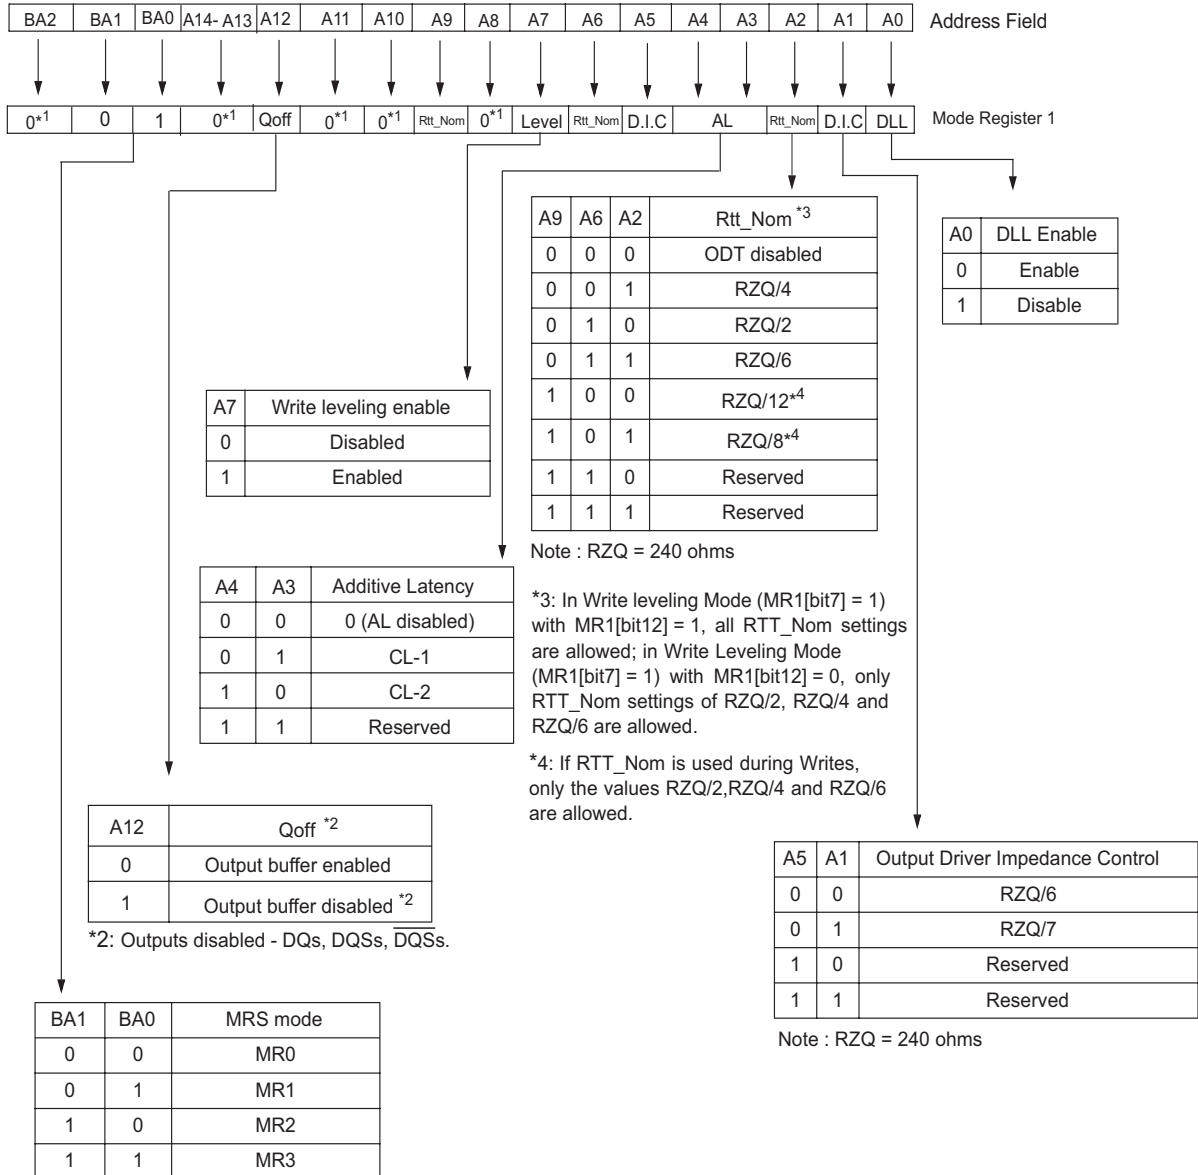 BA2 BA1 BA0 A14- A13 A12 A11 A10 A9 A8 A7 A6 A5 A4 A3 A2 A1 A0 Address Field
0*1 0 1 0*1 Qoff 0*1 0*1 Rtt_Nom 0*1 Level Rtt_Nom D.I.C AL Rtt_Nom D.I.C DLL Mode Register 1
A9 A6 A2 Rtt_Nom *3
0 0 0 ODT disabled
0 0 1 RZQ/4
0 1 0 RZQ/2
0 1 1 RZQ/6
1 0 0 RZQ/12*4
1 0 1 RZQ/8*4
1 1 0 Reserved
1 1 1 Reserved
Note : RZQ = 240 ohms
A0 DLL Enable
0 Enable
1 Disable
A7 Write leveling enable
0 Disabled
1 Enabled
A4 A3 Additive Latency
0 0 0 (AL disabled)
0 1 CL-1
1 0 CL-2
1 1 Reserved
*3: In Write leveling Mode (MR1[bit7] = 1)
with MR1[bit12] = 1, all RTT_Nom settings
are allowed; in Write Leveling Mode
(MR1[bit7] = 1) with MR1[bit12] = 0, only
RTT_Nom settings of RZQ/2, RZQ/4 and
RZQ/6 are allowed.
*4: If RTT_Nom is used during Writes,
only the values RZQ/2,RZQ/4 and RZQ/6
are allowed.
A12 Qoff *2
0 Output buffer enabled
1 Output buffer disabled *2
*2: Outputs disabled - DQs, DQSs, D̅Q̅S̅s.
A5 A1 Output Driver Impedance Control
0 0 RZQ/6
0 1 RZQ/7
1 0 Reserved
1 1 Reserved
Note : RZQ = 240 ohms
BA1 BA0 MRS mode
0 0 MR0
0 1 MR1
1 0 MR2
1 1 MR3